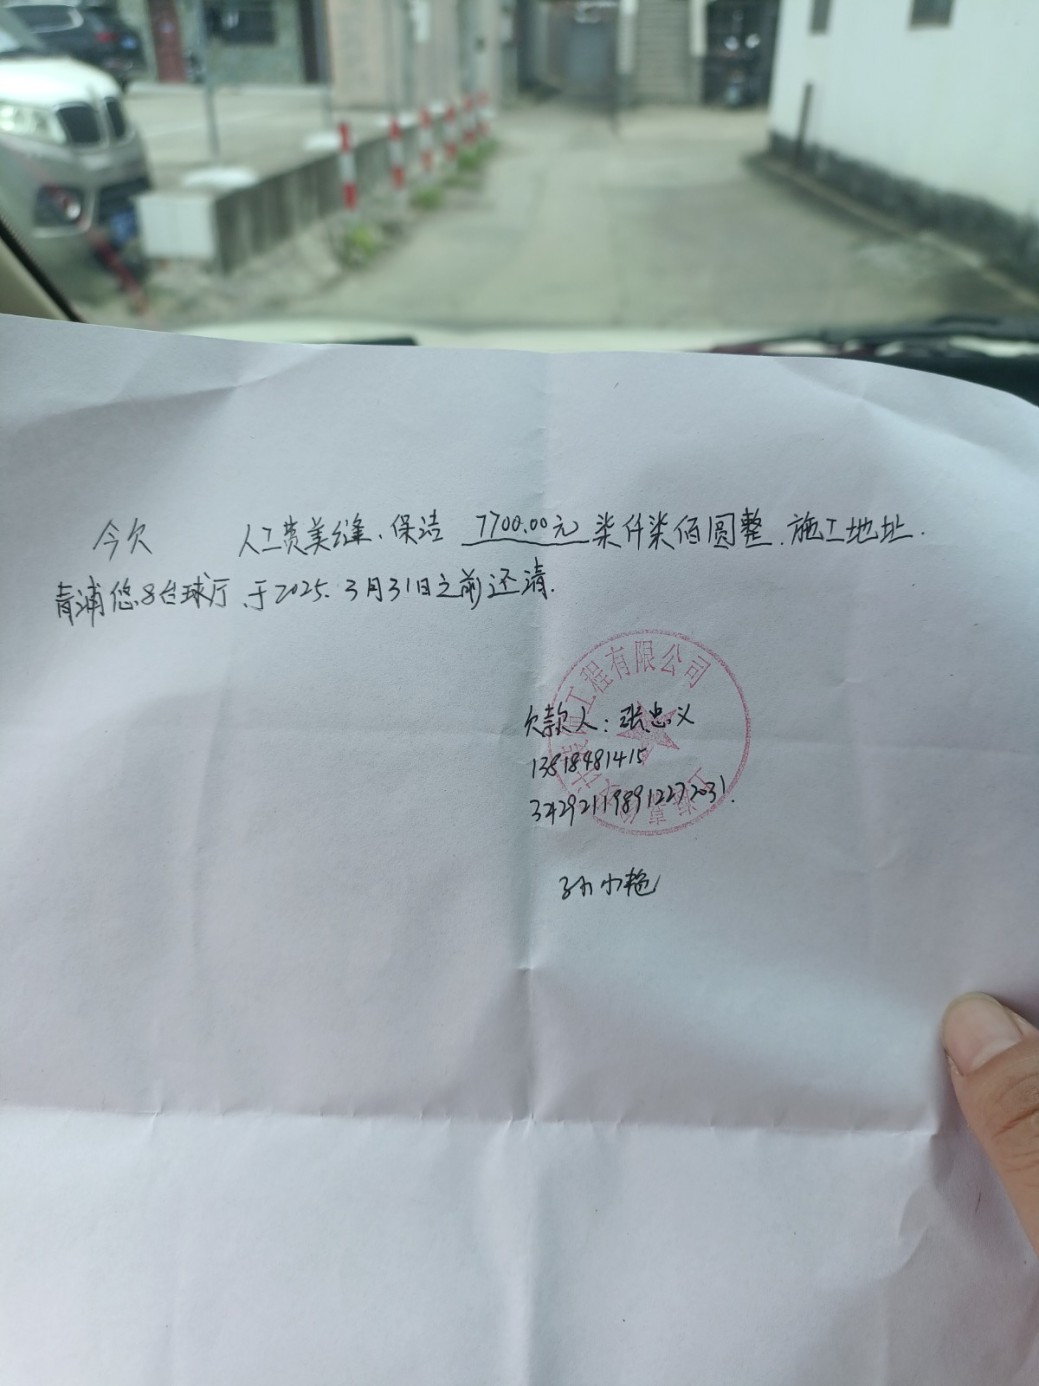 今欠 人工费美缝、保洁 7700.00元 柒仟柒佰圆整.施工地址.
青浦悠8台球厅.于2025.3月31日之前还清.
工程有限公司
欠款人:张忠义
13818481415
342921198912272031.
孙小艳